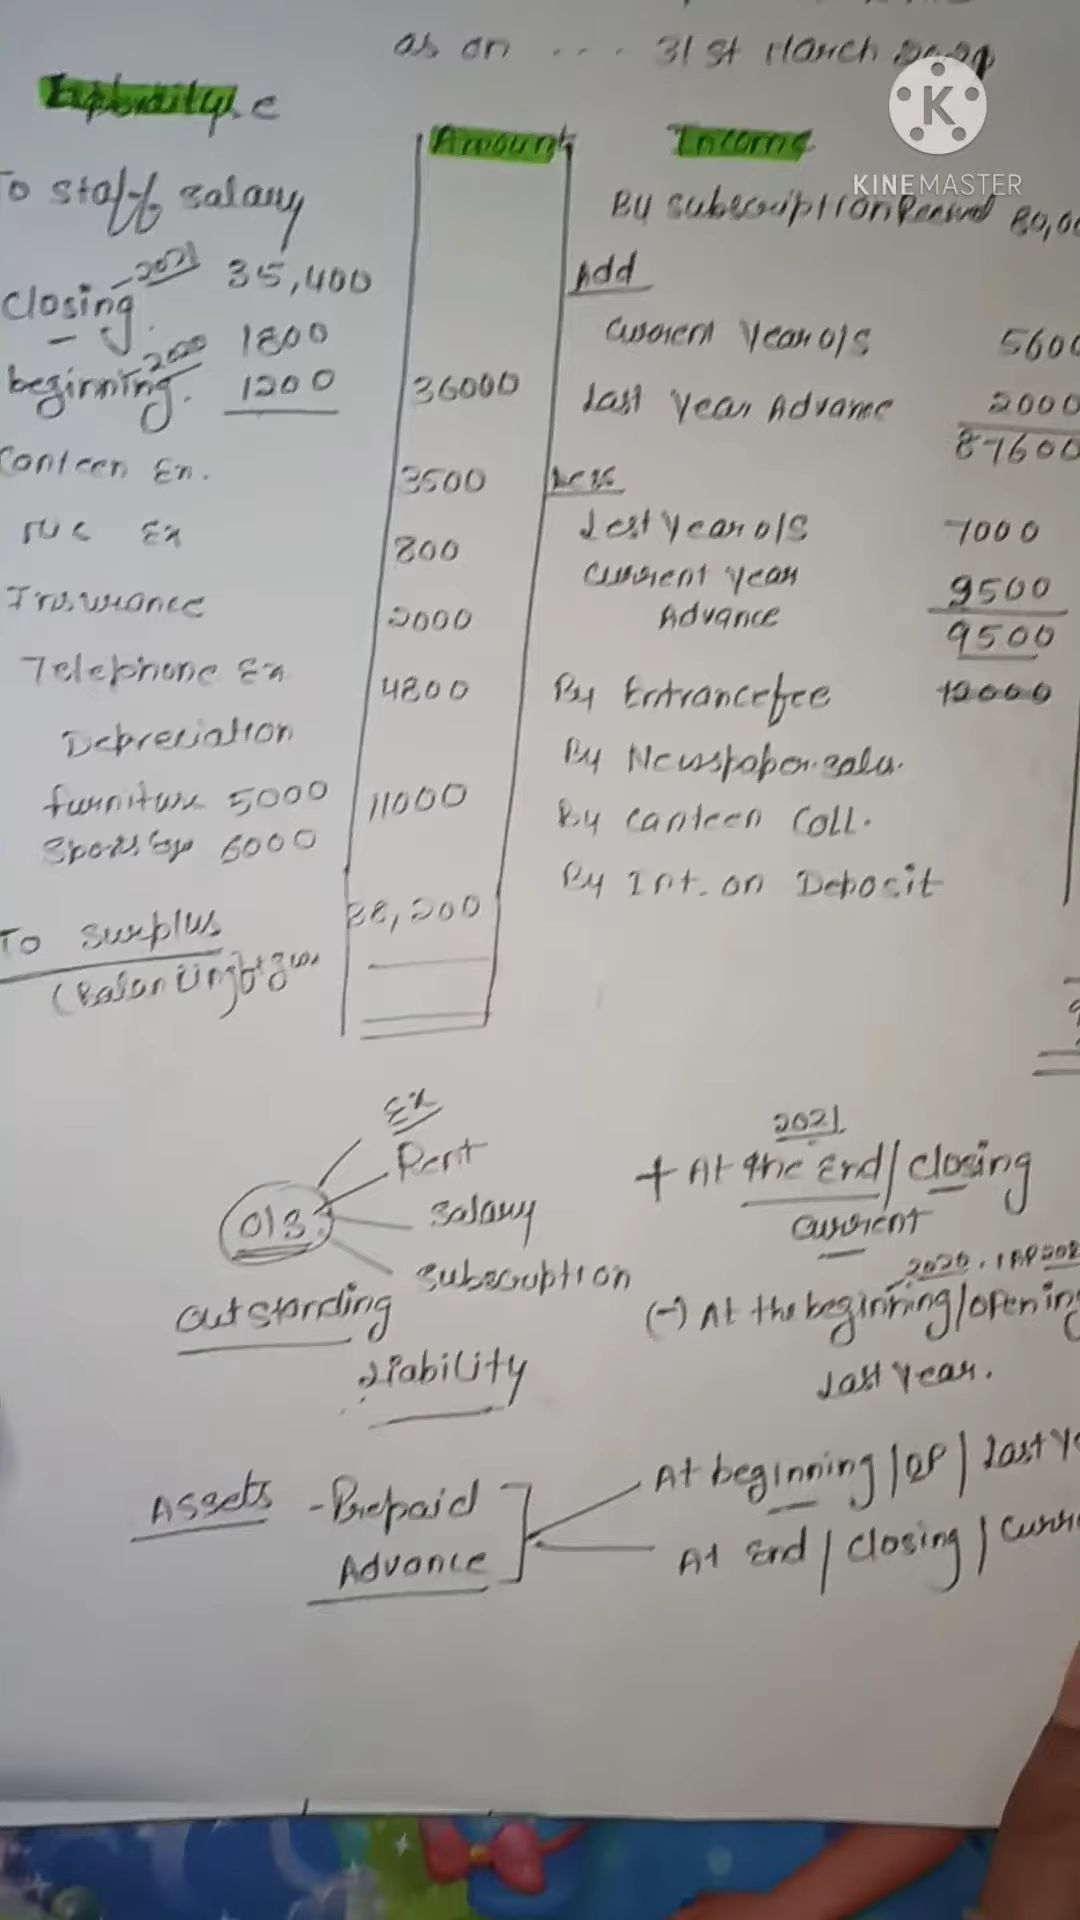 as on ... 31st March
Amount
Income
KINEMASTER
To Staff salary
By subscription Received 80,00
2021
35,400
Add
Closing
1800
current Year o/s 5600
2020
beginning. 1200
36000
Last Year Advance 2000
87600
Canteen Ex.
3500
Less
Last Year o/s 7000
Ex
800
current year
Advance
9500
9500
Insurance
2000
Telephone Ex
4800
By Entrancefee 12000
Depreciation
By Newspaper sale.
furniture 5000
11000
By Canteen Coll.
6000
By Int. on Deposit
To Surplus
38,200
Ex
Rent
O/S
Salary
Subscription
Outstanding
Liability
2021
+ At the End/closing
current
2020. 1 AP 202
(-) At the beginning/opening
Last Year.
Assets - Prepaid
Advance
At beginning/OP/Last Y
At End/closing/Curr